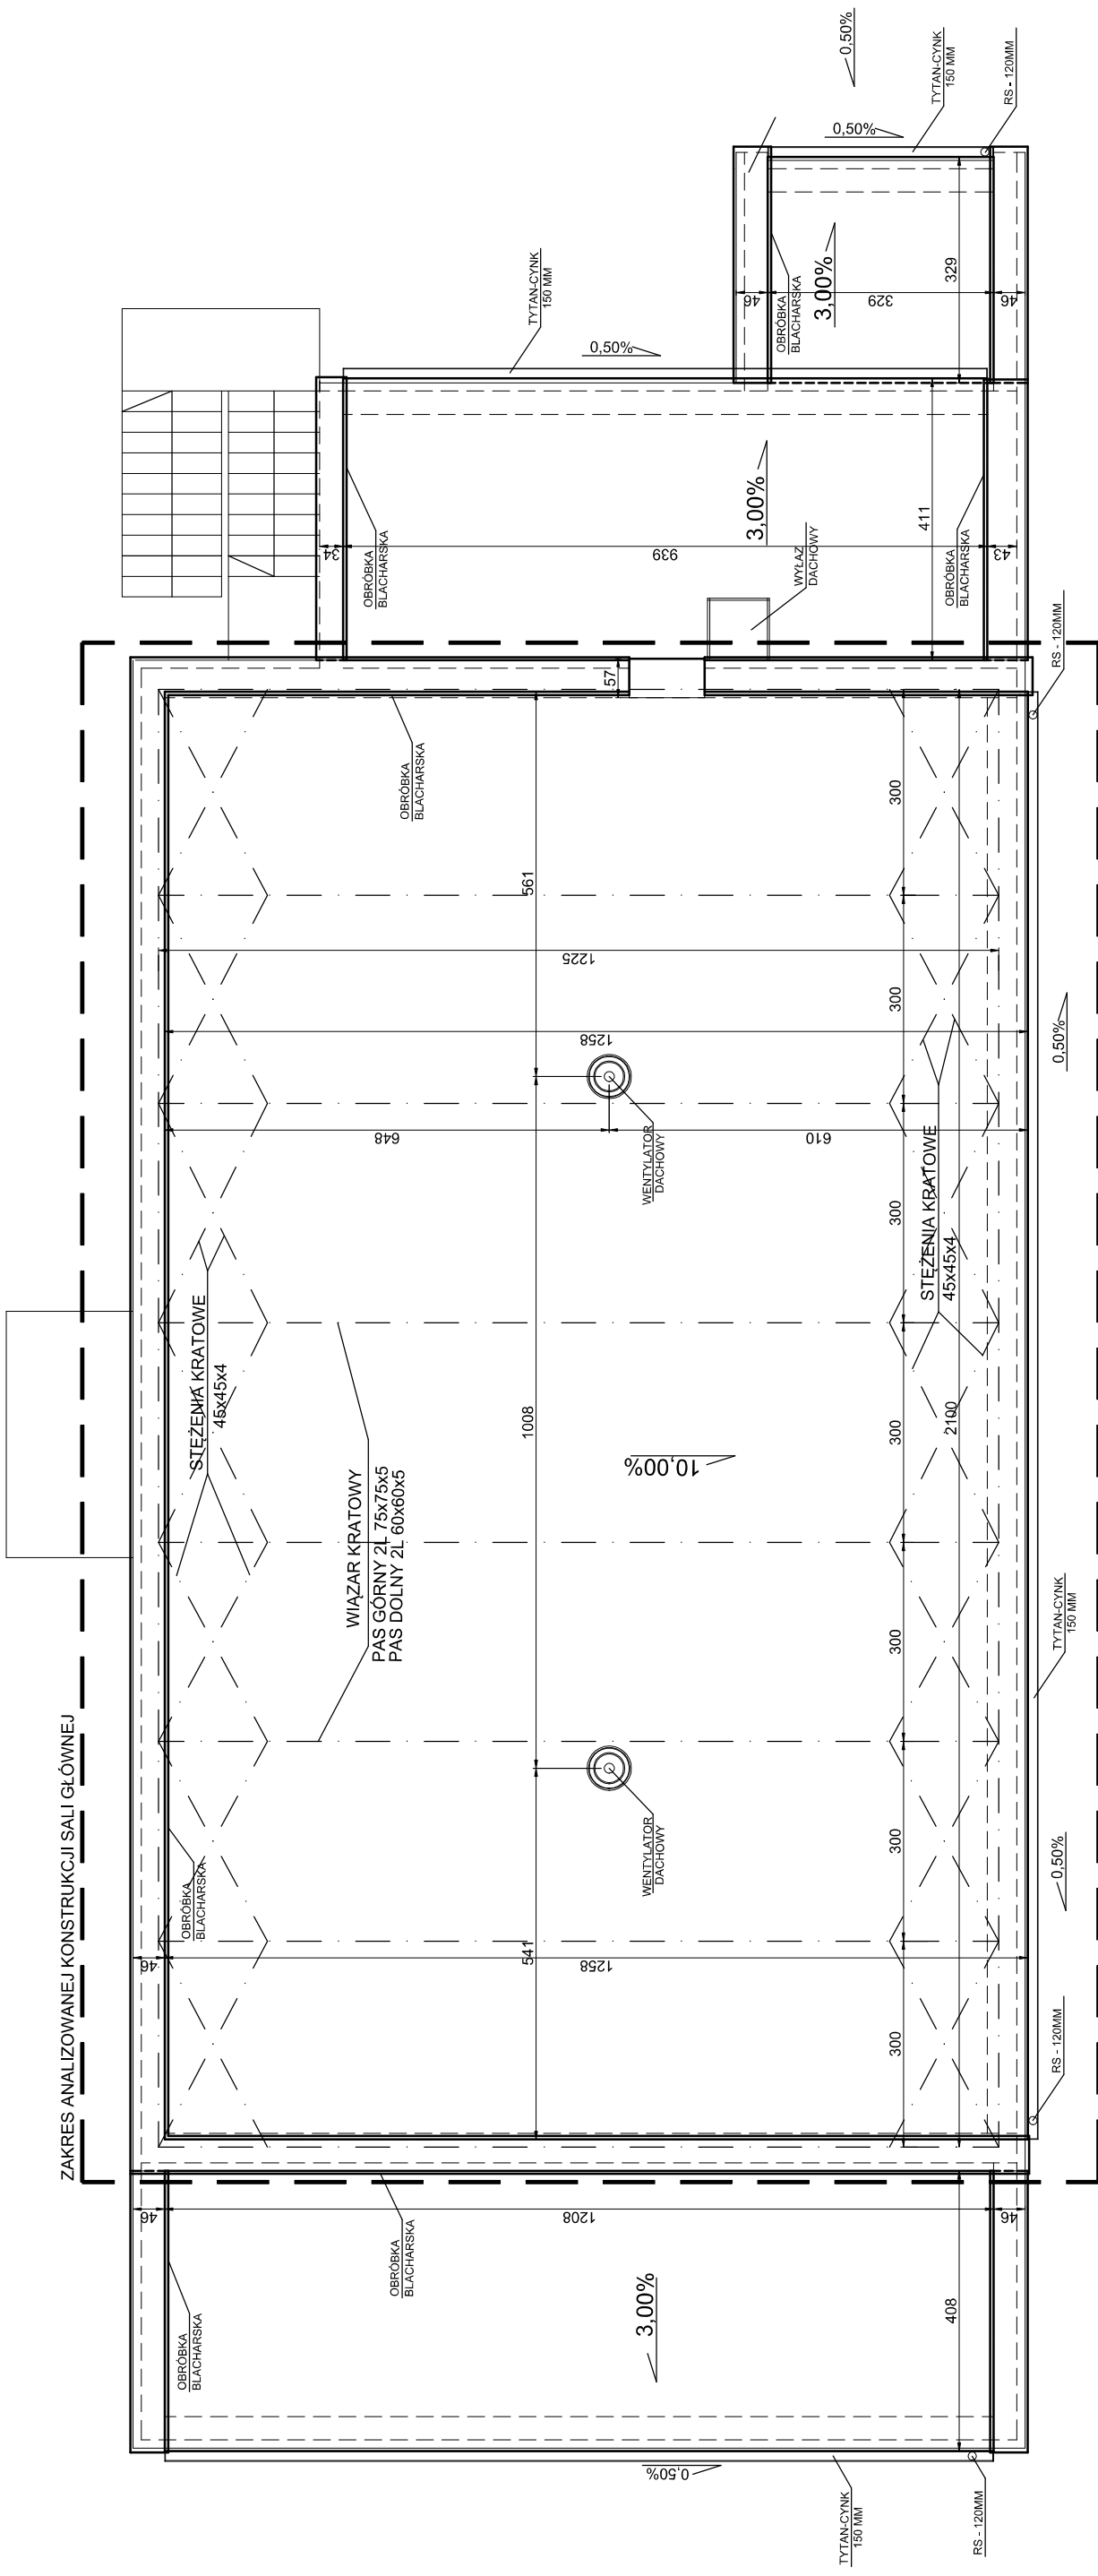 0,50%
TYTAN-CYNK
150 MM
RS - 120MM
0,50%
46
OBRÓBKA
BLACHARSKA
3,00%
329
329
46
TYTAN-CYNK
150 MM
0,50%
34
OBRÓBKA
BLACHARSKA
939
3,00%
WYŁAZ
DACHOWY
411
OBRÓBKA
BLACHARSKA
43
RS - 120MM
57
OBRÓBKA
BLACHARSKA
561
300
1225
300
1258
0,50%
648
WENTYLATOR
DACHOWY
610
300
STĘŻENIA KRATOWE
45x45x4
STĘŻENIA KRATOWE
45x45x4
1008
10,00%
300
2100
WIĄZAR KRATOWY
PAS GÓRNY 2L 75x75x5
PAS DOLNY 2L 60x60x5
300
TYTAN-CYNK
150 MM
ZAKRES ANALIZOWANEJ KONSTRUKCJI SALI GŁÓWNEJ
OBRÓBKA
BLACHARSKA
WENTYLATOR
DACHOWY
300
0,50%
46
541
1258
300
RS - 120MM
46
1208
46
OBRÓBKA
BLACHARSKA
OBRÓBKA
BLACHARSKA
3,00%
408
0,50%
TYTAN-CYNK
150 MM
RS - 120MM